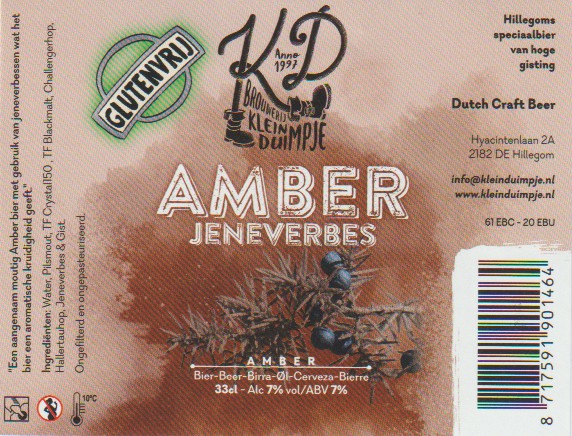 "Een aangenaam moutig Amber bier met gebruik van jeneverbessen wat het
bier een aromatische kruidigheid geeft."
Ingrediënten: Water, Pilsmout, TF Crystal150, TF Blackmalt, Challengerhop,
Hallertauhop, Jeneverbes & Gist.
Ongefilterd en ongepasteuriseerd.
10°C
GLUTENVRIJ
KD
Anno
1997
BROUWERIJ
KLEIN
DUIMPJE
AMBER
JENEVERBES
AMBER
Bier-Beer-Birra-Øl-Cerveza-Bierre
33cl - Alc 7% vol/ABV 7%
Hillegoms
speciaalbier
van hoge
gisting
Dutch Craft Beer
Hyacintenlaan 2A
2182 DE Hillegom
info@kleinduimpje.nl
www.kleinduimpje.nl
61 EBC - 20 EBU
8 717591 901464